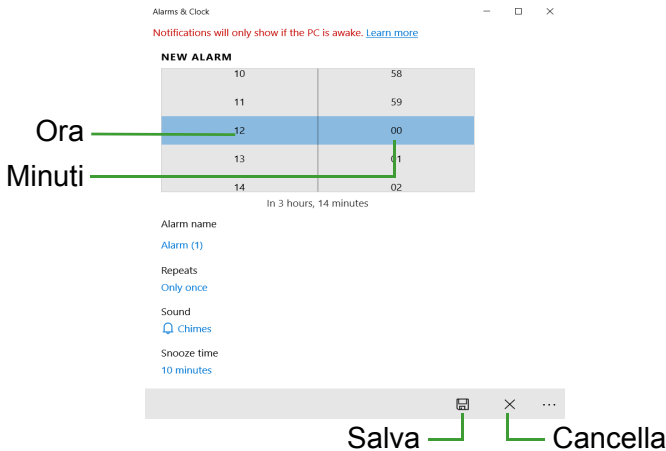 Alarms & Clock
Notifications will only show if the PC is awake. Learn more
NEW ALARM
10 58
11 59
Ora
12 00
13 01
Minuti
14 02
In 3 hours, 14 minutes
Alarm name
Alarm (1)
Repeats
Only once
Sound
Chimes
Snooze time
10 minutes
Salva Cancella